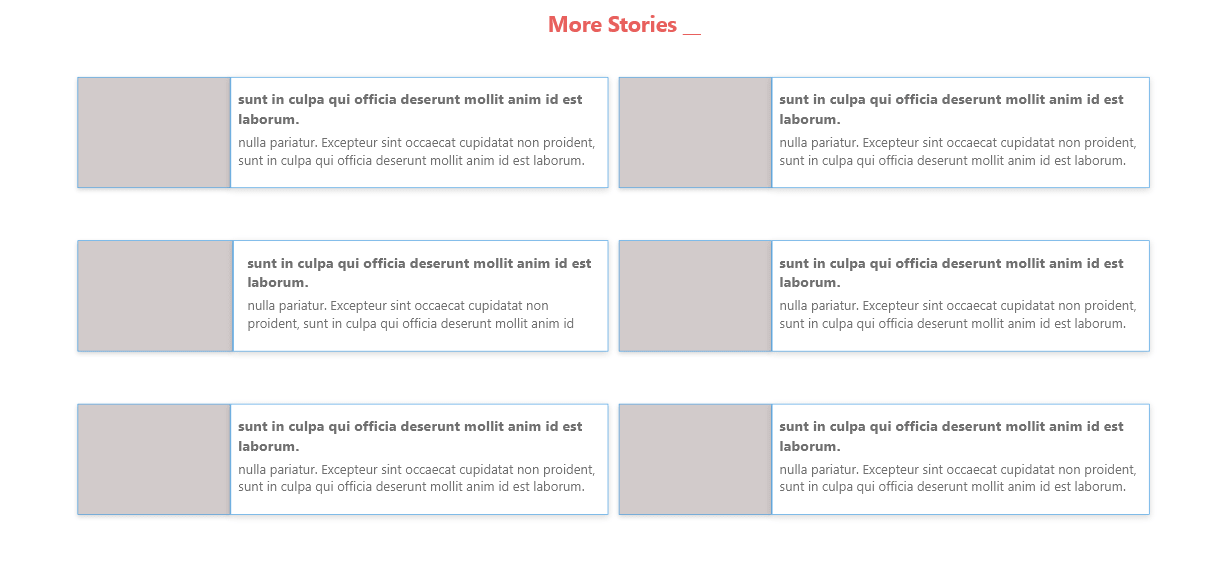 More Stories __
sunt in culpa qui officia deserunt mollit anim id est
laborum.
nulla pariatur. Excepteur sint occaecat cupidatat non proident,
sunt in culpa qui officia deserunt mollit anim id est laborum.
sunt in culpa qui officia deserunt mollit anim id est
laborum.
nulla pariatur. Excepteur sint occaecat cupidatat non proident,
sunt in culpa qui officia deserunt mollit anim id est laborum.
sunt in culpa qui officia deserunt mollit anim id est
laborum.
nulla pariatur. Excepteur sint occaecat cupidatat non
proident, sunt in culpa qui officia deserunt mollit anim id
sunt in culpa qui officia deserunt mollit anim id est
laborum.
nulla pariatur. Excepteur sint occaecat cupidatat non proident,
sunt in culpa qui officia deserunt mollit anim id est laborum.
sunt in culpa qui officia deserunt mollit anim id est
laborum.
nulla pariatur. Excepteur sint occaecat cupidatat non proident,
sunt in culpa qui officia deserunt mollit anim id est laborum.
sunt in culpa qui officia deserunt mollit anim id est
laborum.
nulla pariatur. Excepteur sint occaecat cupidatat non proident,
sunt in culpa qui officia deserunt mollit anim id est laborum.